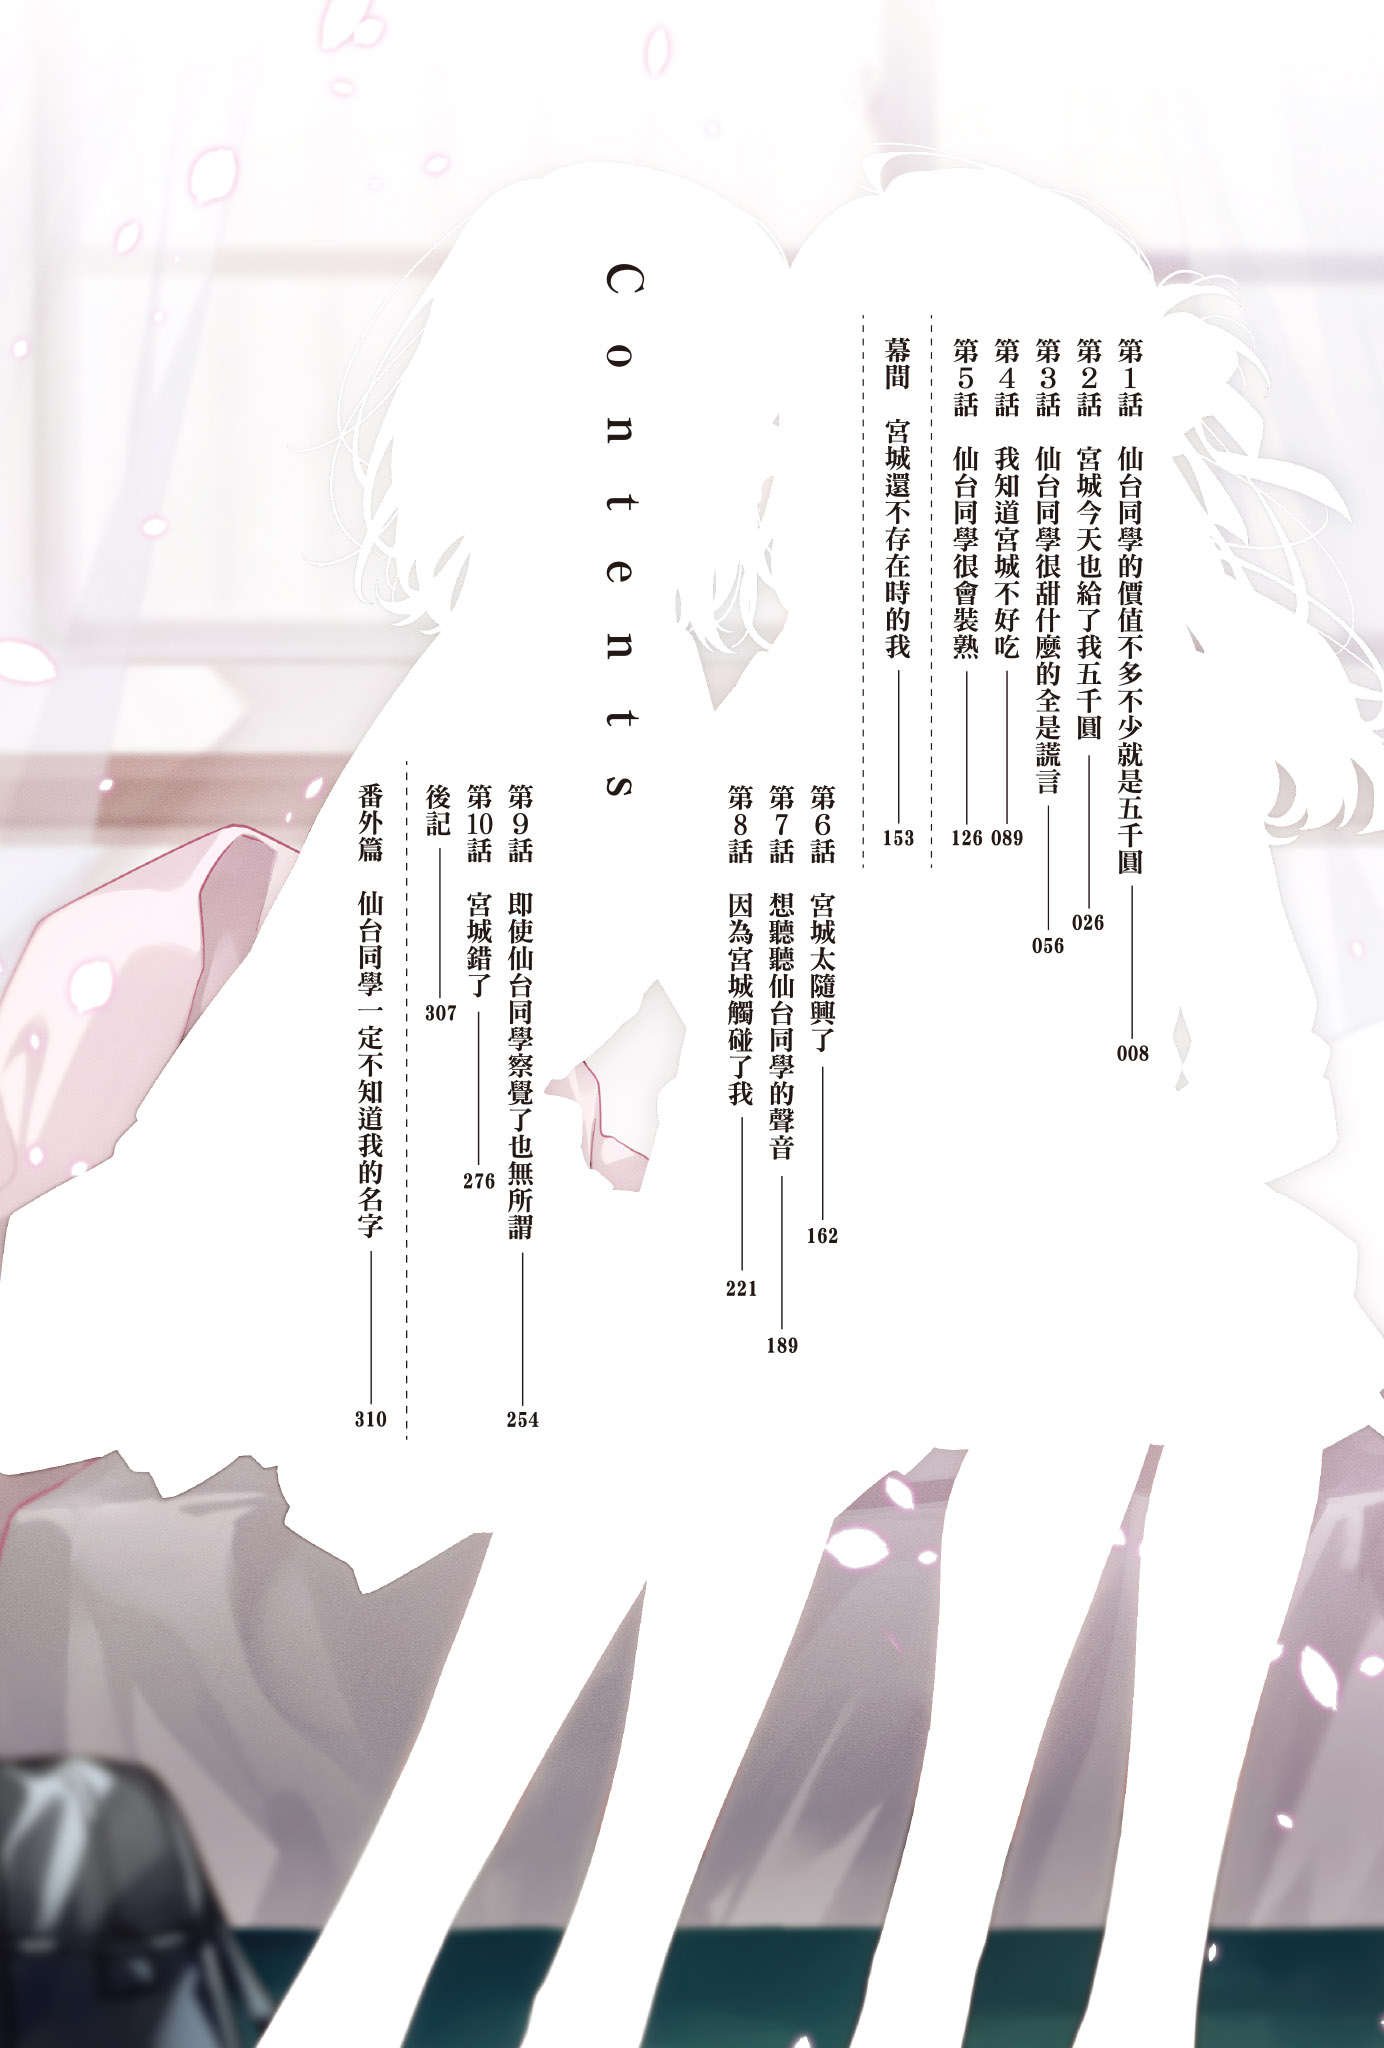 第1話　仙台同學的價值不多不少就是五千圓 008
第2話　宮城今天也給了我五千圓 026
第3話　仙台同學很甜什麼的全是謊言 056
第4話　我知道宮城不好吃 089
第5話　仙台同學很會裝熟 126
幕間　宮城還不存在時的我 153
第6話　宮城太隨興了 162
第7話　想聽聽仙台同學的聲音 189
第8話　因為宮城觸碰了我 221
Contents
第9話　即使仙台同學察覺了也無所謂 254
第10話　宮城錯了 276
後記 307
番外篇　仙台同學一定不知道我的名字 310